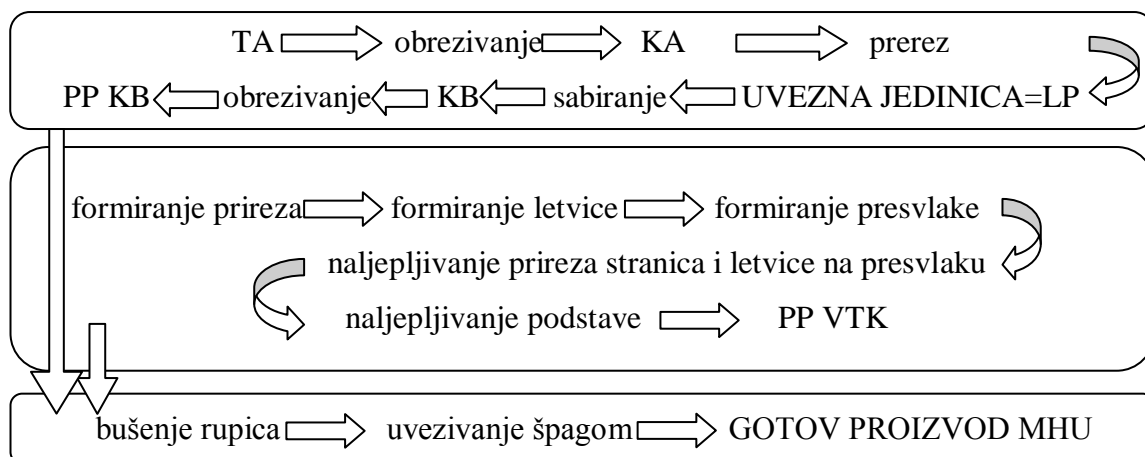 TA obrezivanje KA prerez
PP KB obrezivanje KB sabiranje UVEZNA JEDINICA=LP
formiranje prireza formiranje letvice formiranje presvlake
naljepljivanje prireza stranica i letvice na presvlaku
naljepljivanje podstave PP VTK
bušenje rupica uvezivanje špagom GOTOV PROIZVOD MHU